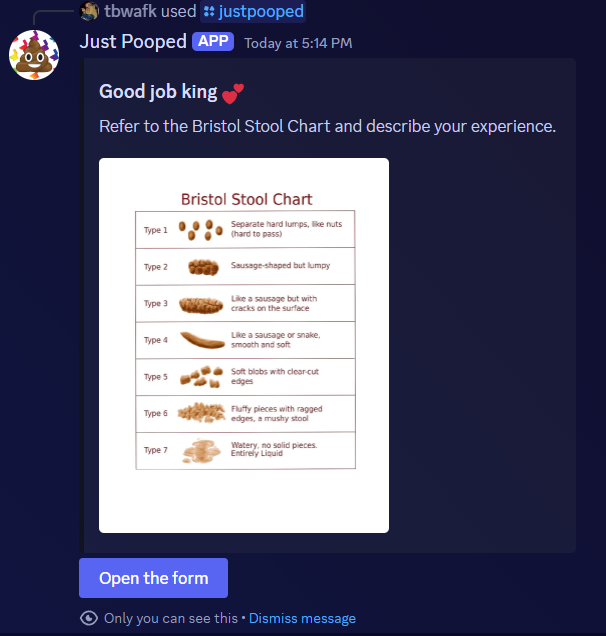 tbwafk used justpooped
Just Pooped APP Today at 5:14 PM
Good job king 💕
Refer to the Bristol Stool Chart and describe your experience.
Bristol Stool Chart
Type 1 Separate hard lumps, like nuts
(hard to pass)
Type 2 Sausage-shaped but lumpy
Type 3 Like a sausage but with
cracks on the surface
Type 4 Like a sausage or snake,
smooth and soft
Type 5 Soft blobs with clear-cut
edges
Type 6 Fluffy pieces with ragged
edges, a mushy stool
Type 7 Watery, no solid pieces.
Entirely Liquid
Open the form
Only you can see this • Dismiss message